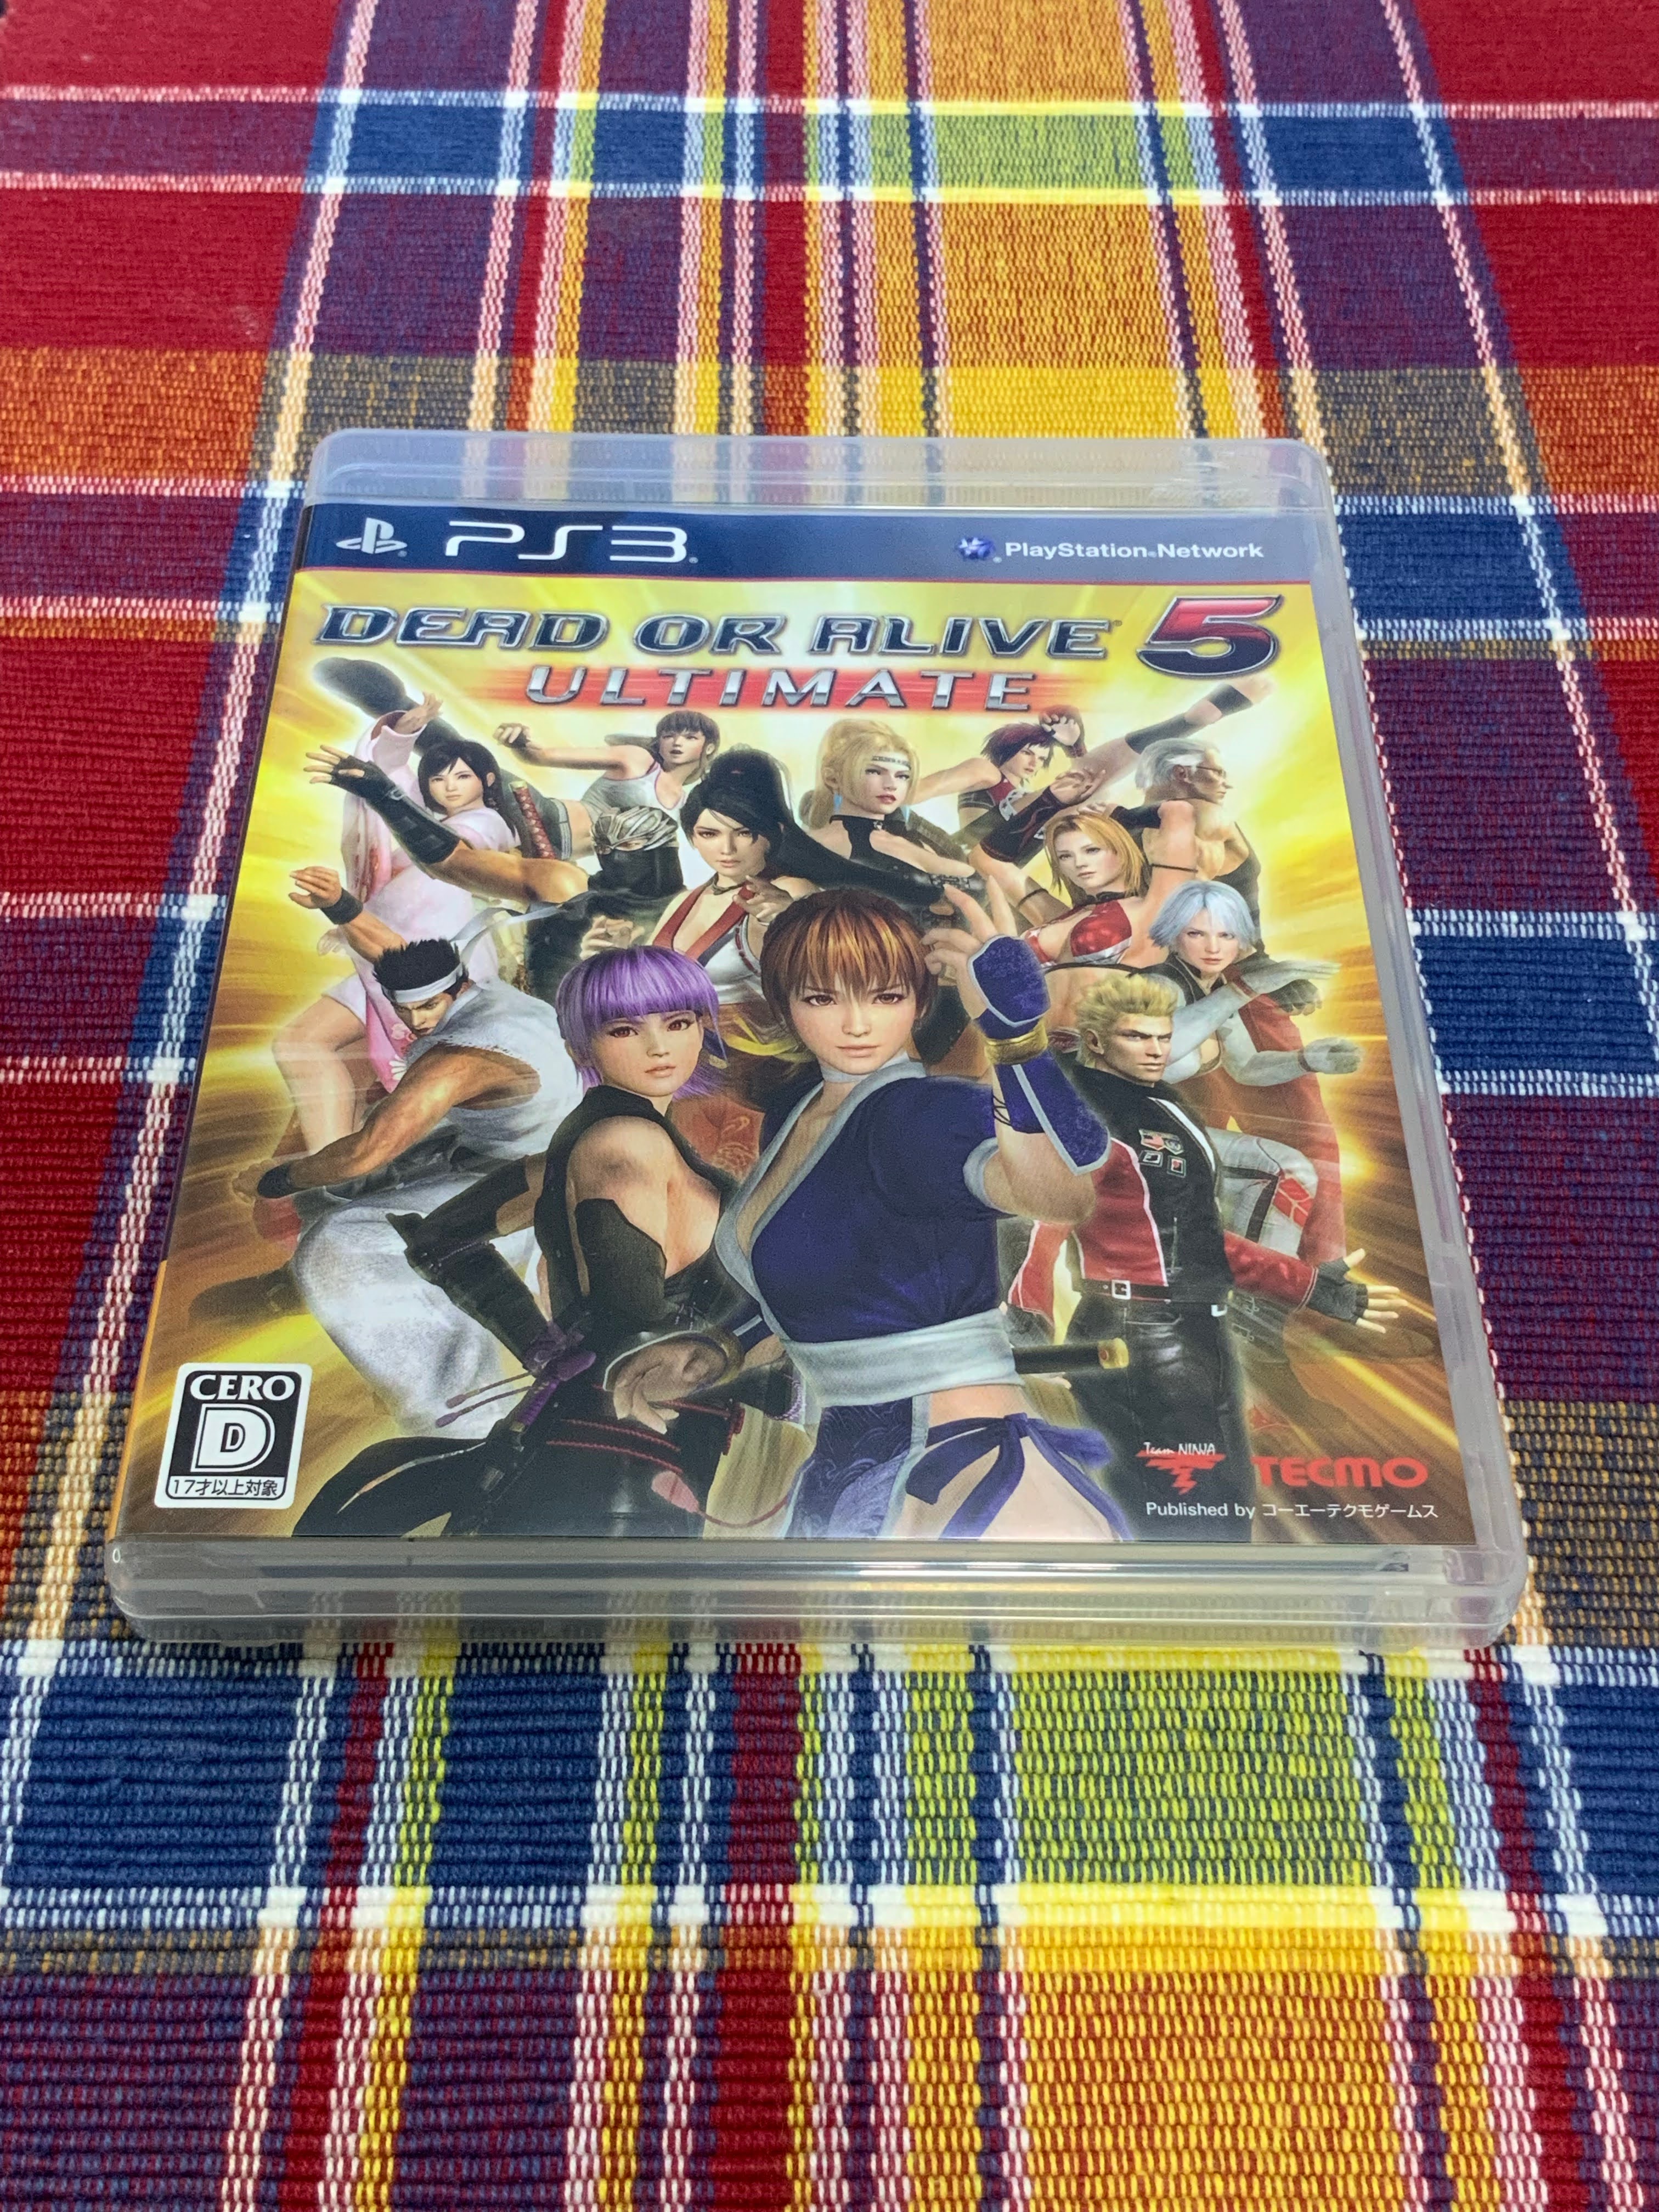 PS3
PlayStation®Network
DEAD OR ALIVE 5
ULTIMATE
CERO
D
17才以上対象
Team NINJA
TECMO
Published by コーエーテクモゲームス